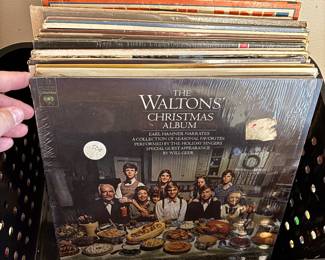 THE
WALTONS'
CHRISTMAS
ALBUM
EARL HAMNER NARRATES
A COLLECTION OF SEASONAL FAVORITES
PERFORMED BY THE HOLIDAY SINGERS
SPECIAL GUEST APPEARANCE
BY WILL GEER